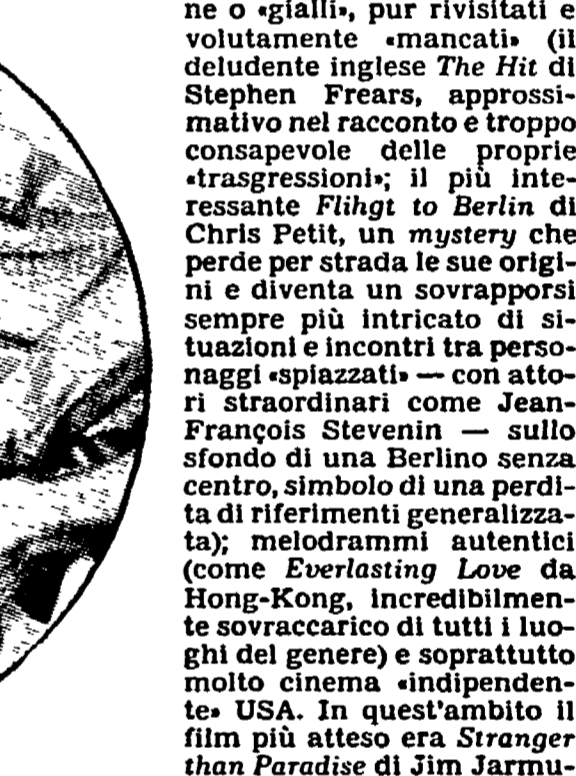 ne o «gialli», pur rivisitati e
volutamente «mancati» (il
deludente inglese The Hit di
Stephen Frears, approssi-
mativo nel racconto e troppo
consapevole delle proprie
«trasgressioni»; il più inte-
ressante Flihgt to Berlin di
Chris Petit, un mystery che
perde per strada le sue origi-
ni e diventa un sovrapporsi
sempre più intricato di si-
tuazioni e incontri tra perso-
naggi «spiazzati» — con atto-
ri straordinari come Jean-
François Stevenin — sullo
sfondo di una Berlino senza
centro, simbolo di una perdi-
ta di riferimenti generalizza-
ta); melodrammi autentici
(come Everlasting Love da
Hong-Kong, incredibilmen-
te sovraccarico di tutti i luo-
ghi del genere) e soprattutto
molto cinema «indipenden-
te» USA. In quest'ambito il
film più atteso era Stranger
than Paradise di Jim Jarmu-